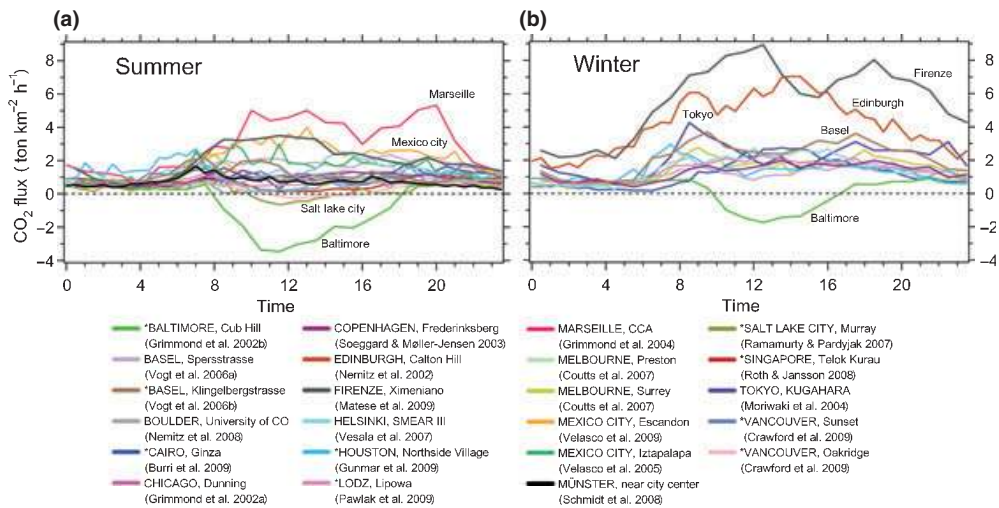 (a)
(b)
CO2 flux (ton km-2 h-1)
8
6
4
2
0
−2
−4
Summer
Marseille
Mexico city
Salt lake city
Baltimore
0 4 8 12 16 20
Time
Winter
Firenze
Edinburgh
Tokyo
Basel
Baltimore
8
6
4
2
0
−2
−4
0 4 8 12 16 20
Time
*BALTIMORE, Cub Hill
(Grimmond et al. 2002b)
BASEL, Spersstrasse
(Vogt et al. 2006a)
*BASEL, Klingelbergstrasse
(Vogt et al. 2006b)
BOULDER, University of CO
(Nemitz et al. 2008)
*CAIRO, Ginza
(Burri et al. 2009)
CHICAGO, Dunning
(Grimmond et al. 2002a)
COPENHAGEN, Frederinksberg
(Soeggard & Møller-Jensen 2003)
EDINBURGH, Calton Hill
(Nemitz et al. 2002)
FIRENZE, Ximeniano
(Matese et al. 2009)
HELSINKI, SMEAR III
(Vesala et al. 2007)
*HOUSTON, Northside Village
(Gunmar et al. 2009)
*LODZ, Lipowa
(Pawlak et al. 2009)
MARSEILLE, CCA
(Grimmond et al. 2004)
MELBOURNE, Preston
(Coutts et al. 2007)
MELBOURNE, Surrey
(Coutts et al. 2007)
MEXICO CITY, Escandon
(Velasco et al. 2009)
MEXICO CITY, Iztapalapa
(Velasco et al. 2005)
MÜNSTER, near city center
(Schmidt et al. 2008)
*SALT LAKE CITY, Murray
(Ramamurty & Pardyjak 2007)
*SINGAPORE, Telok Kurau
(Roth & Jansson 2008)
TOKYO, KUGAHARA
(Moriwaki et al. 2004)
*VANCOUVER, Sunset
(Crawford et al. 2009)
*VANCOUVER, Oakridge
(Crawford et al. 2009)